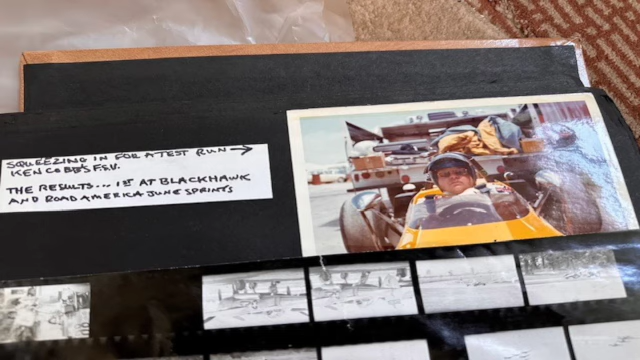 SQUEEZING IN FOR A TEST RUN →
KEN COBB'S F.S.V.
THE RESULTS... 1ST AT BLACKHAWK
AND ROAD AMERICA JUNE SPRINTS